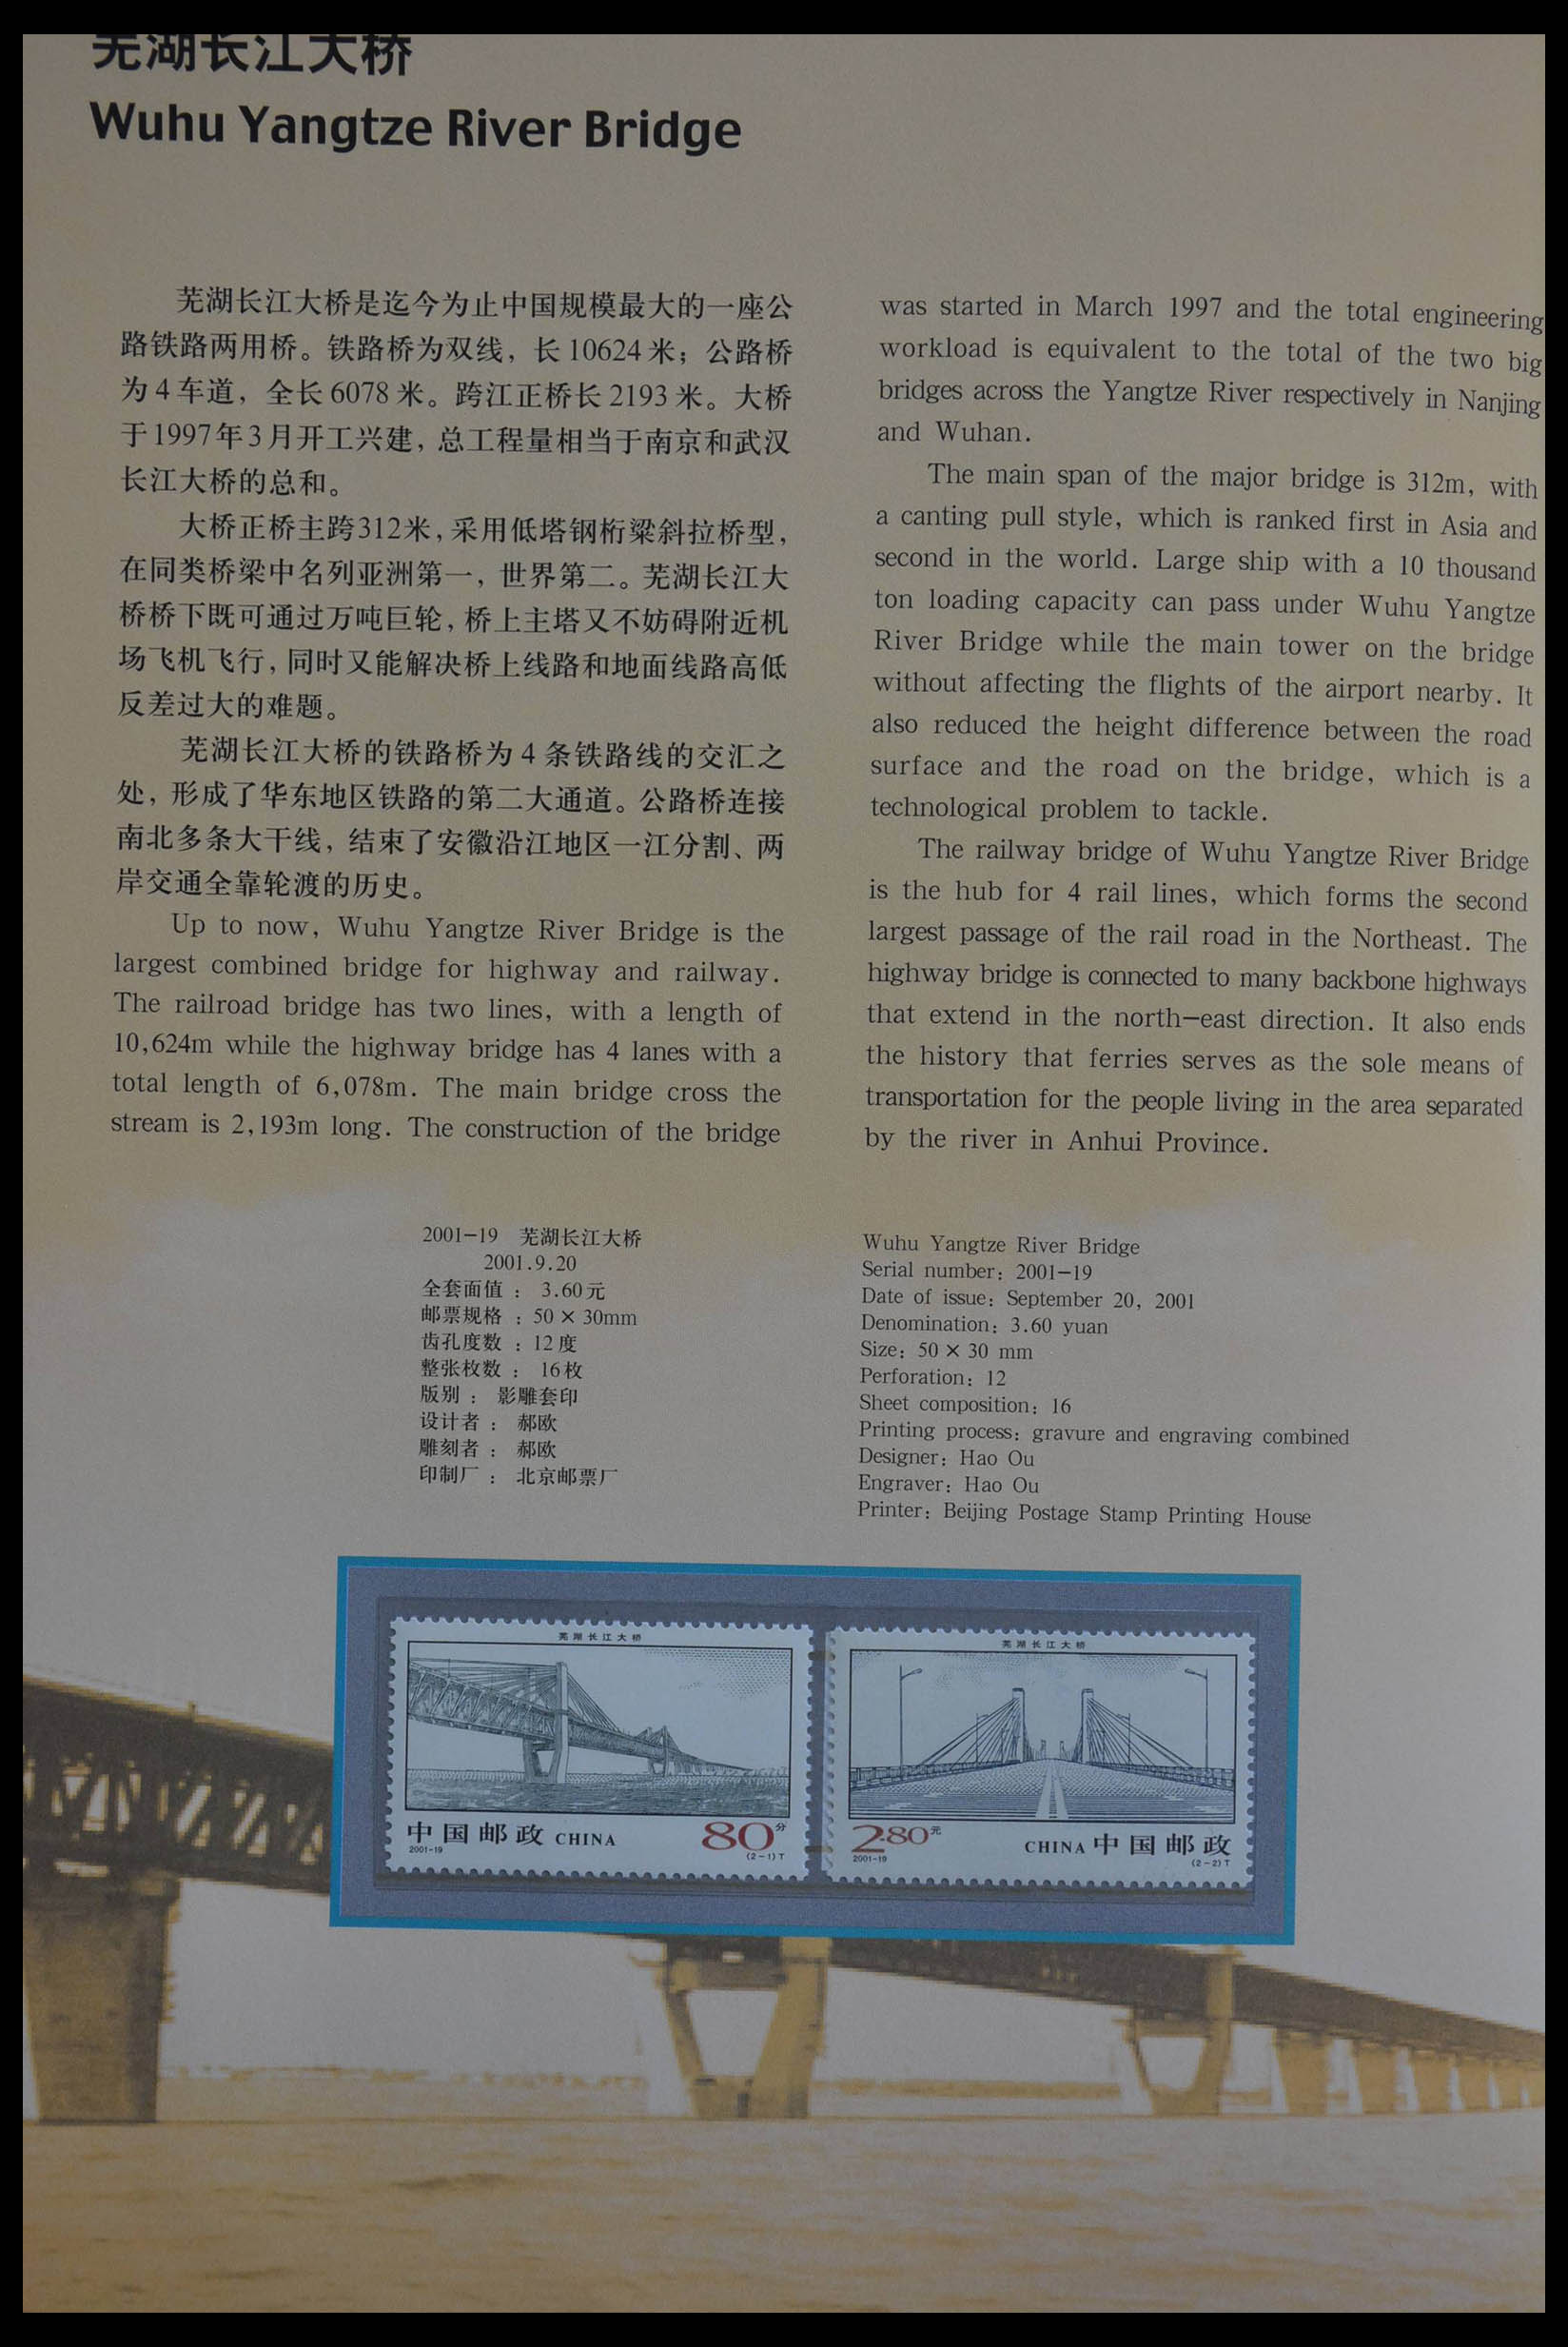 芜湖长江大桥
Wuhu Yangtze River Bridge
芜湖长江大桥是迄今为止中国规模最大的一座公
路铁路两用桥。铁路桥为双线，长10624米；公路桥
为4车道，全长6078米。跨江正桥长2193米。大桥
于1997年3月开工兴建，总工程量相当于南京和武汉
长江大桥的总和。
大桥正桥主跨312米，采用低塔钢桁梁斜拉桥型，
在同类桥梁中名列亚洲第一，世界第二。芜湖长江大
桥桥下既可通过万吨巨轮，桥上主塔又不妨碍附近机
场飞机飞行，同时又能解决桥上线路和地面线路高低
反差过大的难题。
芜湖长江大桥的铁路桥为4条铁路线的交汇之
处，形成了华东地区铁路的第二大通道。公路桥连接
南北多条大干线，结束了安徽沿江地区一江分割、两
岸交通全靠轮渡的历史。
Up to now, Wuhu Yangtze River Bridge is the
largest combined bridge for highway and railway.
The railroad bridge has two lines, with a length of
10,624m while the highway bridge has 4 lanes with a
total length of 6,078m. The main bridge cross the
stream is 2,193m long. The construction of the bridge
was started in March 1997 and the total engineering
workload is equivalent to the total of the two big
bridges across the Yangtze River respectively in Nanjing
and Wuhan.
The main span of the major bridge is 312m, with
a canting pull style, which is ranked first in Asia and
second in the world. Large ship with a 10 thousand
ton loading capacity can pass under Wuhu Yangtze
River Bridge while the main tower on the bridge
without affecting the flights of the airport nearby. It
also reduced the height difference between the road
surface and the road on the bridge, which is a
technological problem to tackle.
The railway bridge of Wuhu Yangtze River Bridge
is the hub for 4 rail lines, which forms the second
largest passage of the rail road in the Northeast. The
highway bridge is connected to many backbone highways
that extend in the north-east direction. It also ends
the history that ferries serves as the sole means of
transportation for the people living in the area separated
by the river in Anhui Province.
2001-19 芜湖长江大桥
2001.9.20
全套面值： 3.60元
邮票规格：50×30mm
齿孔度数：12度
整张枚数： 16枚
版别： 影雕套印
设计者： 郝欧
雕刻者： 郝欧
印制厂： 北京邮票厂
Wuhu Yangtze River Bridge
Serial number: 2001-19
Date of issue: September 20, 2001
Denomination: 3.60 yuan
Size: 50×30 mm
Perforation: 12
Sheet composition: 16
Printing process: gravure and engraving combined
Designer: Hao Ou
Engraver: Hao Ou
Printer: Beijing Postage Stamp Printing House
芜湖长江大桥
中国邮政 CHINA 80分
2001-19 (2-1)T
芜湖长江大桥
2.80元 CHINA 中国邮政
2001-19 (2-2)T